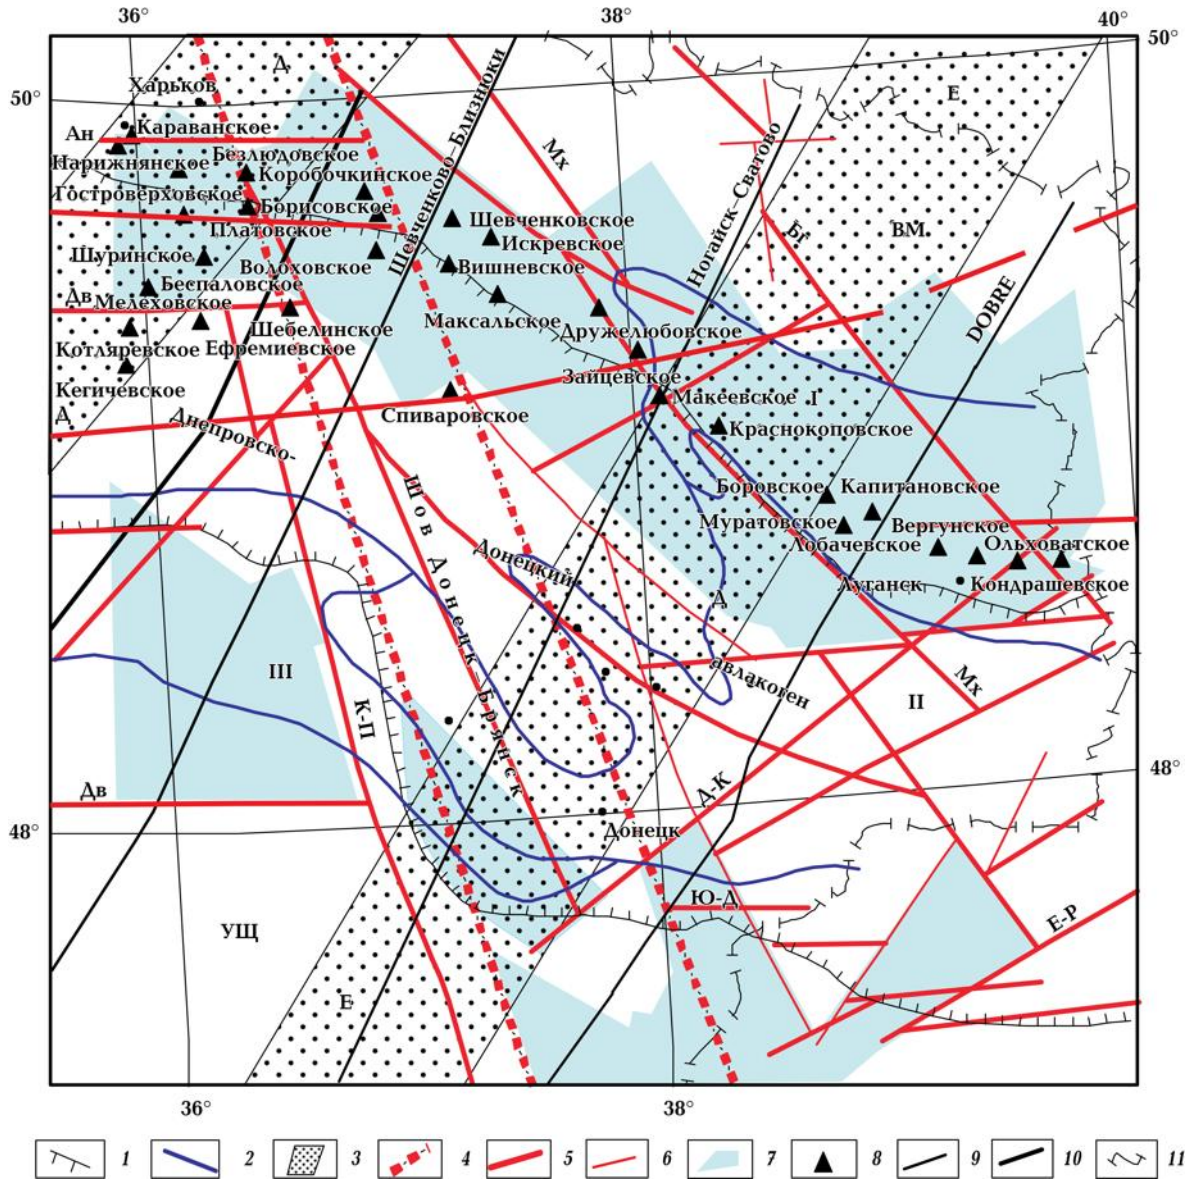 36°
38°
40°
50°
50°
Д
Харьков
Е
Ан
Караванское
Шевченково–Близнюки
Мх
Ногайск–Сватово
Нарижнянское
Безлюдовское
Коробочкинское
Гостроверховское
Борисовское
Платовское
Шевченковское
Искревское
Бг
ВМ
Шуринское
Волоховское
Вишневское
DOBRE
Беспаловское
Дв
Мелеховское
Шебелинское
Максальское
Дружелюбовское
Котляревское
Ефремиевское
Зайцевское
Кегичевское
Макеевское
I
Д
Спиваровское
Краснокоповское
Днепровско-
Шов Донецк–Брянск
Боровское
Капитановское
Муратовское
Вергунское
Донецкий
Лобачевское
Ольховатское
Луганск
Кондрашевское
Д
III
авлакоген
Мх
II
К-П
Дв
Д-К
48°
48°
Донецк
Ю-Д
УЩ
Е-Р
Е
36°
38°
1
2
3
4
5
6
7
8
9
10
11